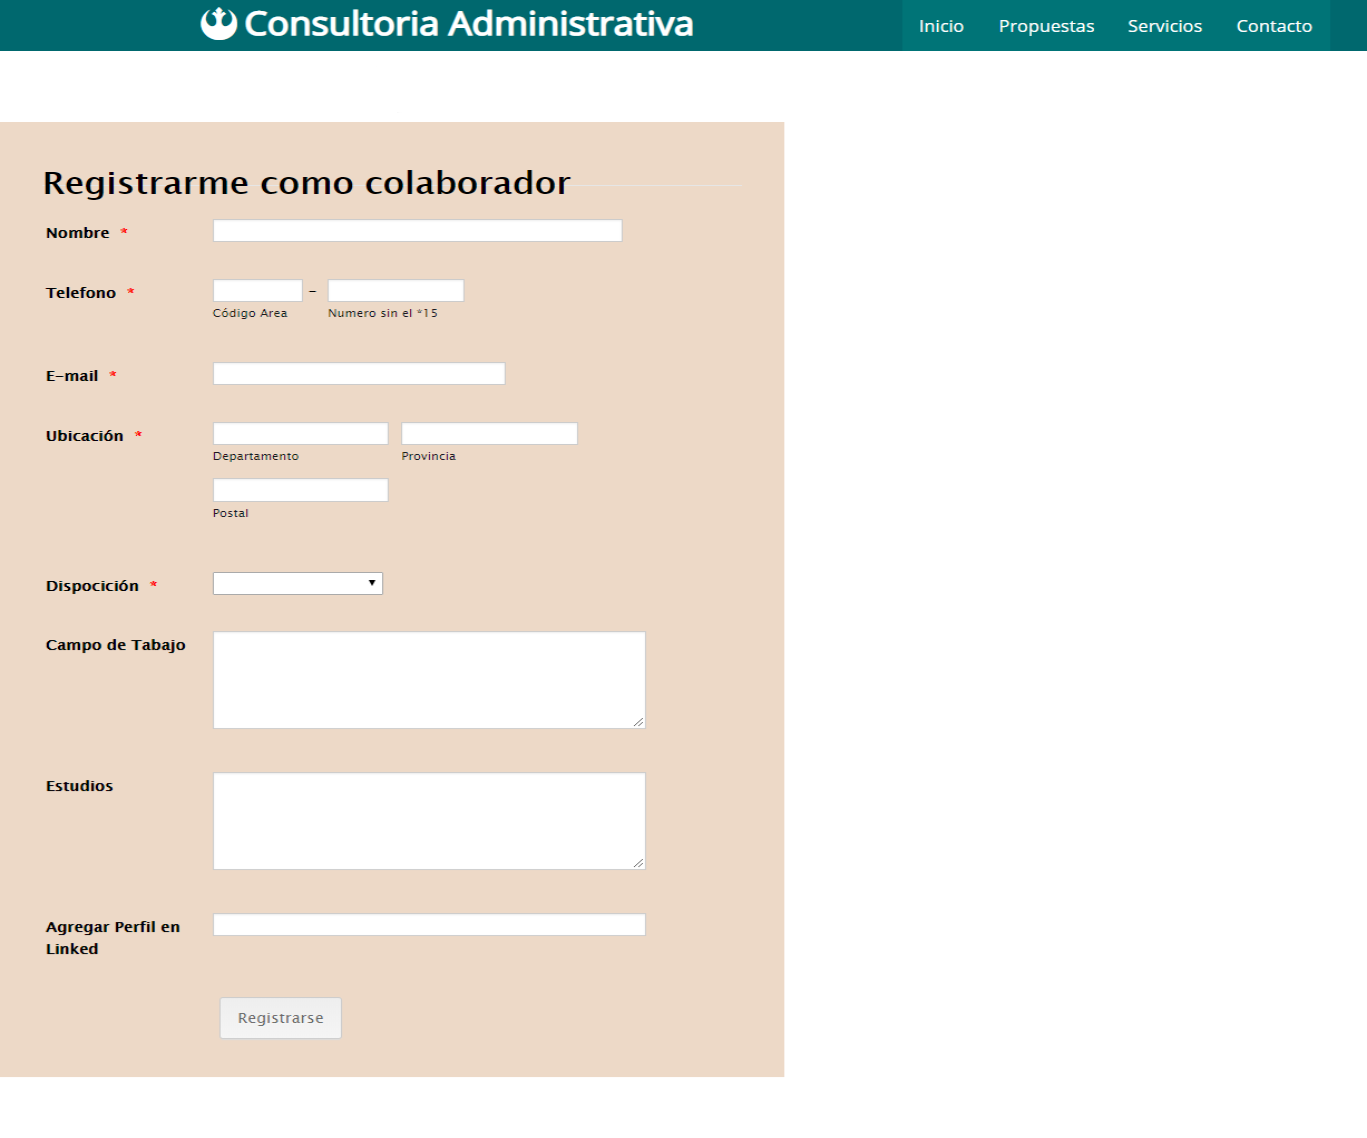 Consultoria Administrativa
Inicio Propuestas Servicios Contacto
Registrarme como colaborador
Nombre *
Telefono * -
Código Area Numero sin el *15
E-mail *
Ubicación *
Departamento Provincia
Postal
Dispocición *
Campo de Tabajo
Estudios
Agregar Perfil en
Linked
Registrarse